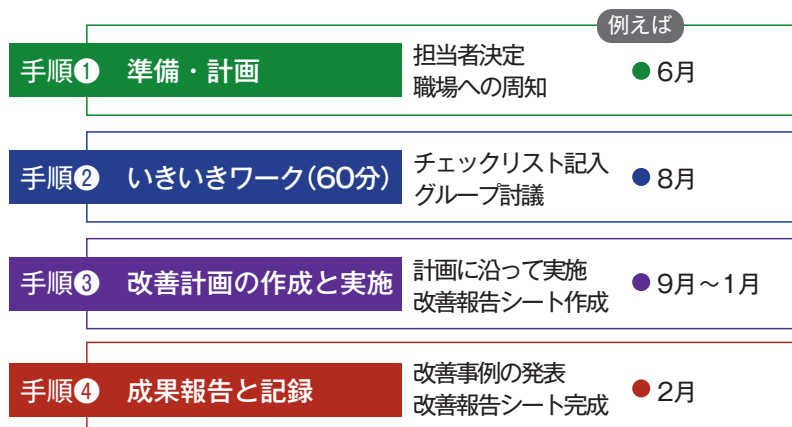 例えば
手順❶ 準備・計画
担当者決定
職場への周知
●6月
手順❷ いきいきワーク(60分)
チェックリスト記入
グループ討議
●8月
手順❸ 改善計画の作成と実施
計画に沿って実施
改善報告シート作成
●9月～1月
手順❹ 成果報告と記録
改善事例の発表
改善報告シート完成
●2月